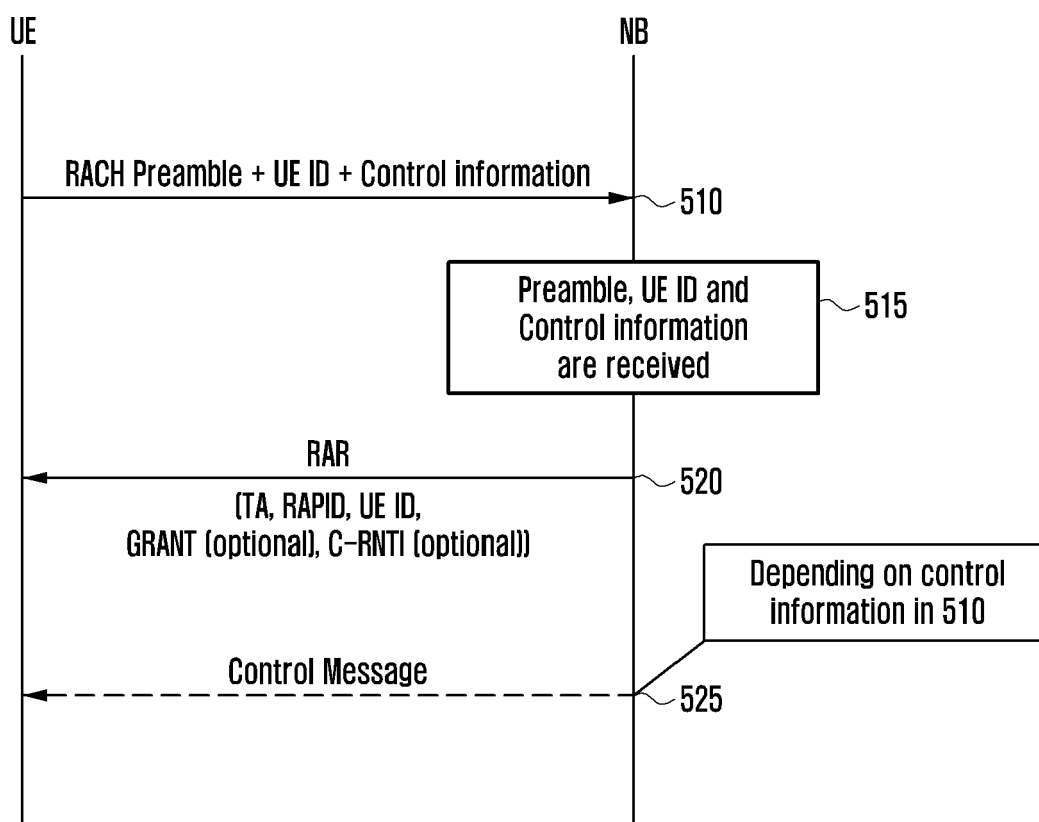 UE
NB
RACH Preamble + UE ID + Control information
510
Preamble, UE ID and
Control information
are received
515
RAR
520
(TA, RAPID, UE ID,
GRANT (optional), C-RNTI (optional))
Depending on control
information in 510
Control Message
525